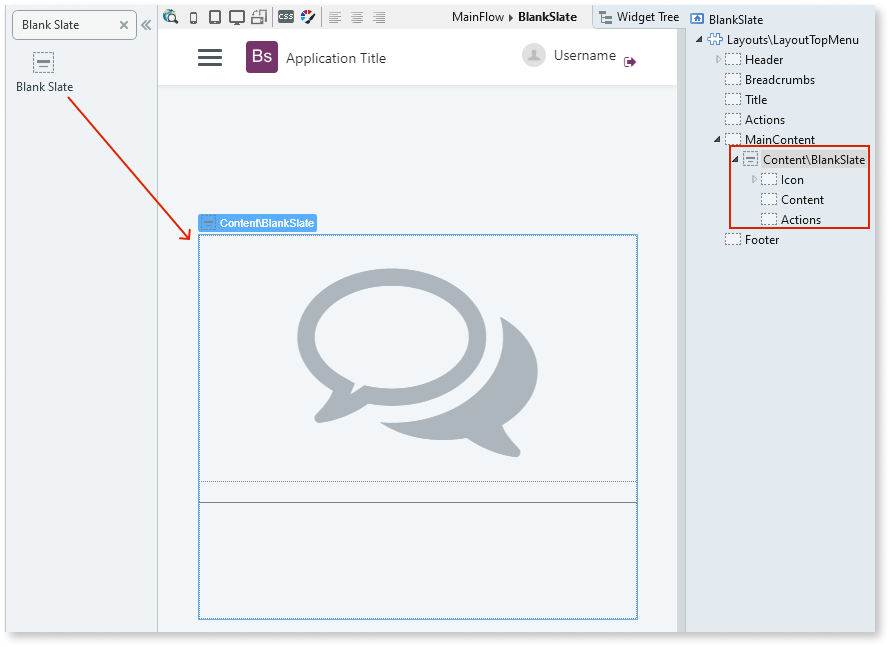 Blank Slate
Blank Slate
CSS
MainFlow BlankSlate
Bs Application Title
Username
Content\BlankSlate
Widget Tree
BlankSlate
Layouts\LayoutTopMenu
Header
Breadcrumbs
Title
Actions
MainContent
Content\BlankSlate
Icon
Content
Actions
Footer